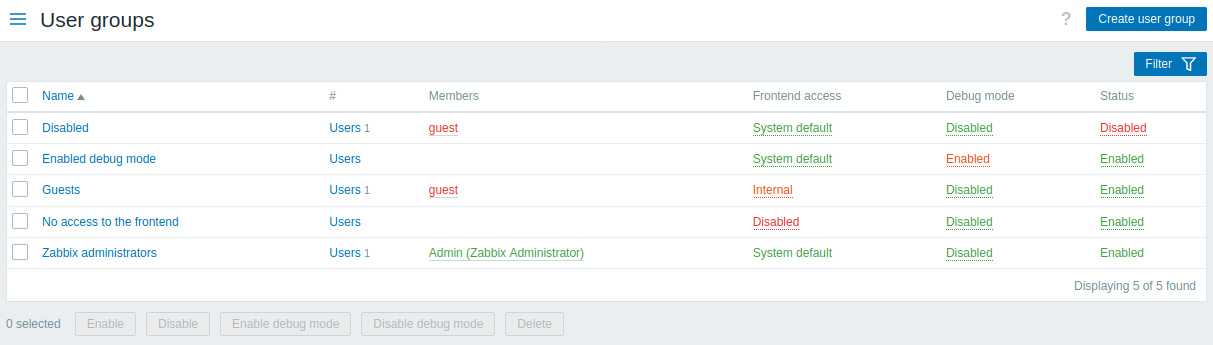 User groups ? Create user group
Filter
Name # Members Frontend access Debug mode Status
Disabled Users 1 guest System default Disabled Disabled
Enabled debug mode Users System default Enabled Enabled
Guests Users 1 guest Internal Disabled Enabled
No access to the frontend Users Disabled Disabled Enabled
Zabbix administrators Users 1 Admin (Zabbix Administrator) System default Disabled Enabled
Displaying 5 of 5 found
0 selected Enable Disable Enable debug mode Disable debug mode Delete